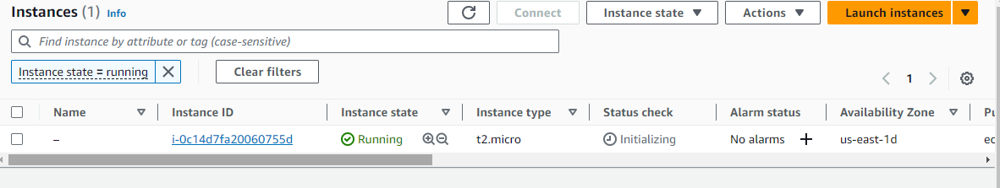 Instances (1) Info Connect Instance state Actions Launch instances
Find instance by attribute or tag (case-sensitive)
Instance state = running Clear filters 1
Name Instance ID Instance state Instance type Status check Alarm status Availability Zone
– i-0c14d7fa20060755d Running t2.micro Initializing No alarms + us-east-1d